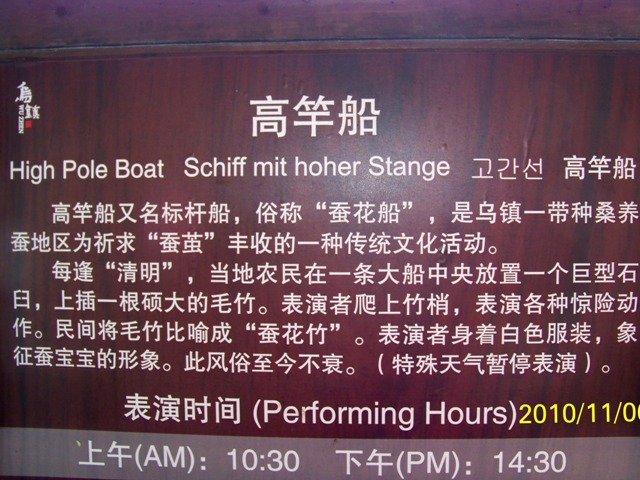 烏鎮
WU ZHEN
高竿船
High Pole Boat Schiff mit hoher Stange 고간선 高竿船
高竿船又名标杆船，俗称“蚕花船”，是乌镇一带种桑养
蚕地区为祈求“蚕茧”丰收的一种传统文化活动。
每逢“清明”，当地农民在一条大船中央放置一个巨型石
臼，上插一根硕大的毛竹。表演者爬上竹梢，表演各种惊险动
作。民间将毛竹比喻成“蚕花竹”。表演者身着白色服装，象
征蚕宝宝的形象。此风俗至今不衰。（特殊天气暂停表演）。
表演时间 (Performing Hours)
2010/11/0
上午(AM)：10:30 下午(PM)：14:30